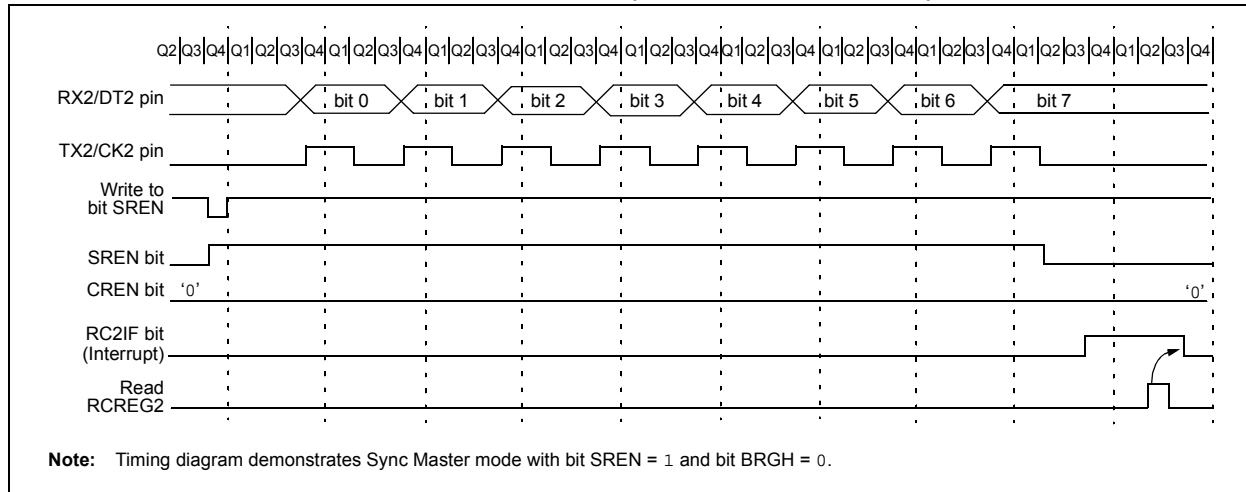 Q2 Q3 Q4 Q1 Q2 Q3 Q4 Q1 Q2 Q3 Q4 Q1 Q2 Q3 Q4 Q1 Q2 Q3 Q4 Q1 Q2 Q3 Q4 Q1 Q2 Q3 Q4 Q1 Q2 Q3 Q4 Q1 Q2 Q3 Q4 Q1 Q2 Q3 Q4 Q1 Q2 Q3 Q4
RX2/DT2 pin bit 0 bit 1 bit 2 bit 3 bit 4 bit 5 bit 6 bit 7
TX2/CK2 pin
Write to
bit SREN
SREN bit
CREN bit ‘0’ ‘0’
RC2IF bit
(Interrupt)
Read
RCREG2
Note: Timing diagram demonstrates Sync Master mode with bit SREN = 1 and bit BRGH = 0.